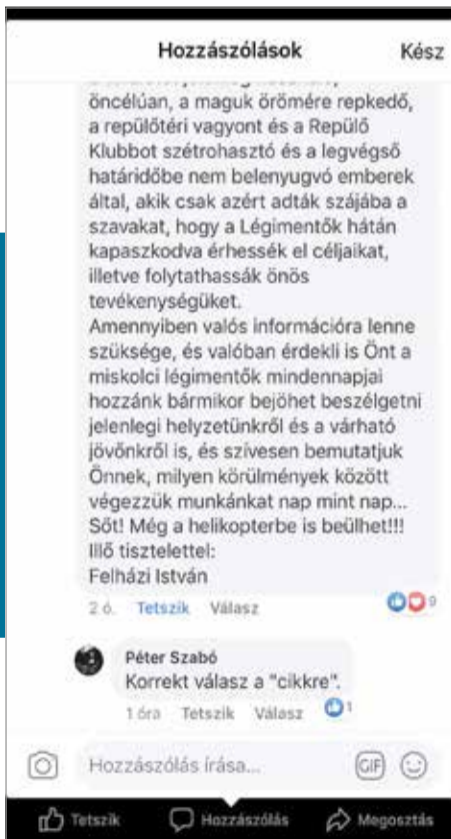 Hozzászólások Kész
öncélúan, a maguk örömére repkedő,
a repülőtéri vagyont és a Repülő
Klubbot szétrohasztó és a legvégső
határidőbe nem belenyugvó emberek
által, akik csak azért adták szájába a
szavakat, hogy a Légimentők hátán
kapaszkodva érhessék el céljaikat,
illetve folytathassák önös
tevékenységüket.
Amennyiben valós információra lenne
szüksége, és valóban érdekli is Önt a
miskolci légimentők mindennapjai
hozzánk bármikor bejöhet beszélgetni
jelenlegi helyzetünkről és a várható
jövőnkről is, és szívesen bemutatjuk
Önnek, milyen körülmények között
végezzük munkánkat nap mint nap...
Sőt! Még a helikopterbe is beülhet!!!
Illő tisztelettel:
Felházi István
2 ó. Tetszik Válasz 9
Péter Szabó
Korrekt válasz a "cikkre".
1 óra Tetszik Válasz 1
Hozzászólás írása... GIF
Tetszik Hozzászólás Megosztás